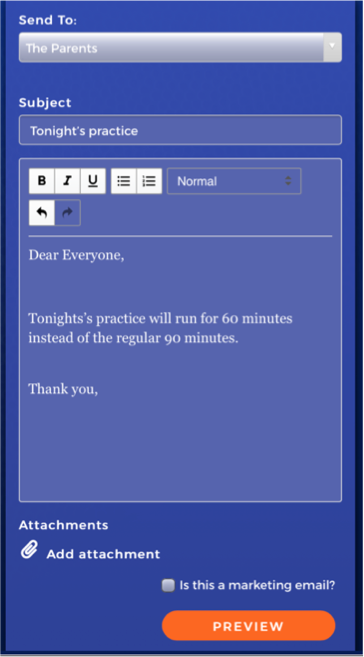 Send To:
The Parents
Subject
Tonight's practice
B I U Normal
Dear Everyone,
Tonights's practice will run for 60 minutes
instead of the regular 90 minutes.
Thank you,
Attachments
Add attachment
Is this a marketing email?
PREVIEW